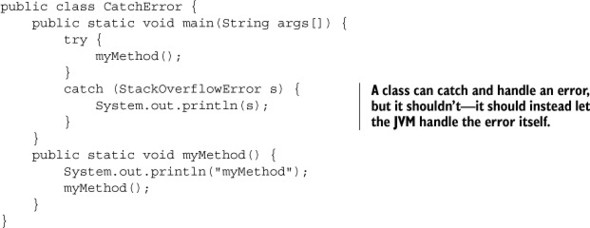 public class CatchError {
    public static void main(String args[]) {
        try {
            myMethod();
        }
        catch (StackOverflowError s) {
            System.out.println(s);
        }
    }
    public static void myMethod() {
        System.out.println("myMethod");
        myMethod();
    }
}
A class can catch and handle an error,
but it shouldn't—it should instead let
the JVM handle the error itself.